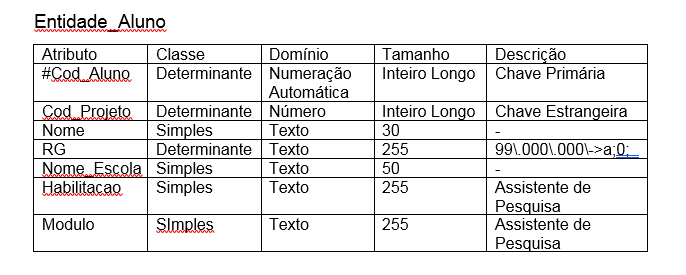 Entidade_Aluno
Atributo Classe Domínio Tamanho Descrição
#Cod_Aluno Determinante Numeração Inteiro Longo Chave Primária
Automática
Cod_Projeto Determinante Número Inteiro Longo Chave Estrangeira
Nome Simples Texto 30 -
RG Determinante Texto 255 99\.000\.000\->a;0;_
Nome_Escola Simples Texto 50 -
Habilitacao Simples Texto 255 Assistente de
Pesquisa
Modulo SImples Texto 255 Assistente de
Pesquisa